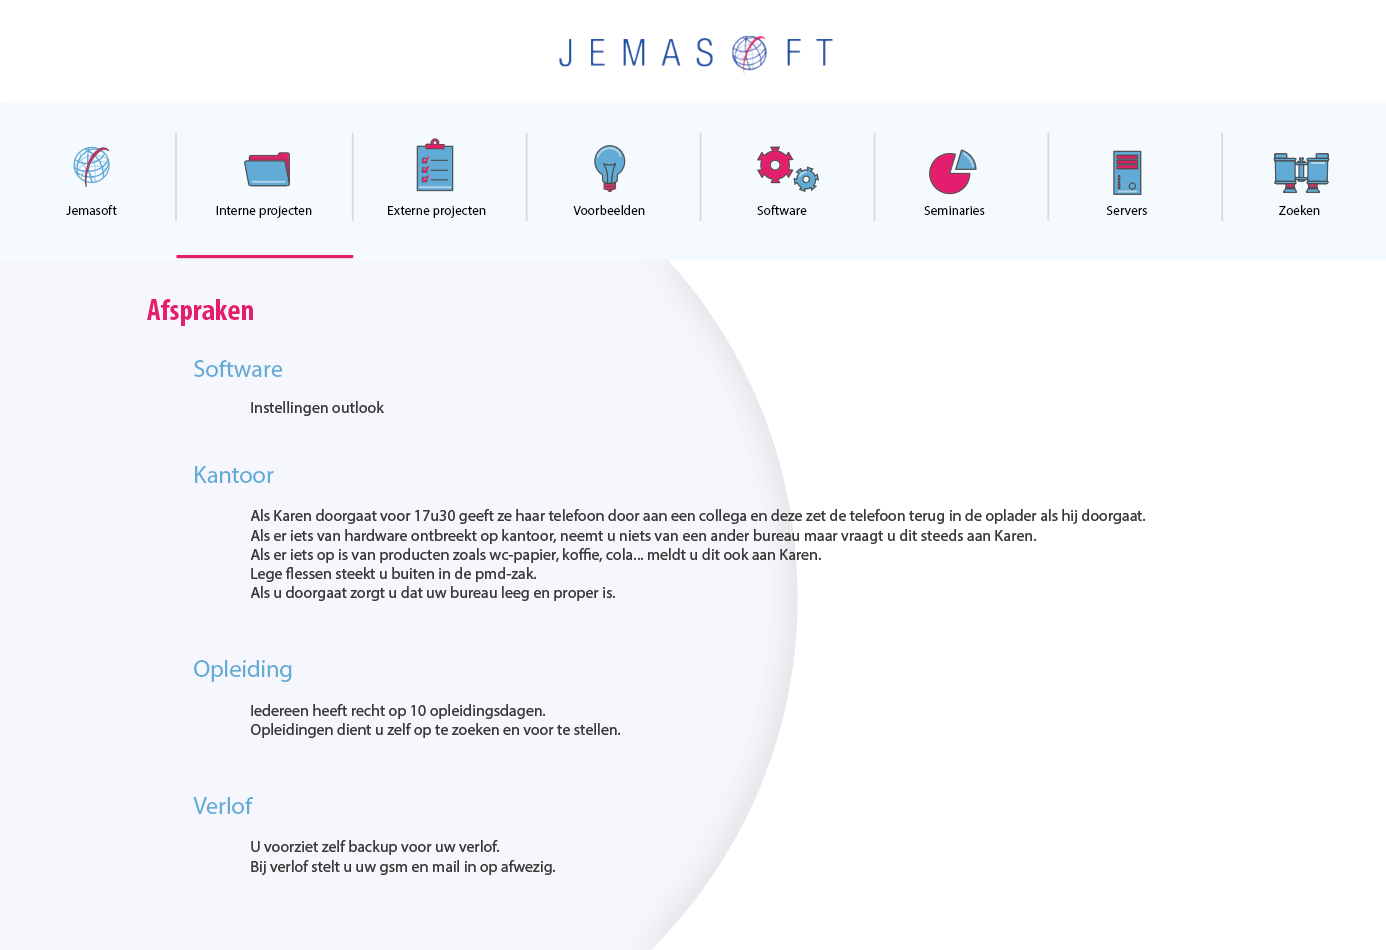 JEMASOFT
Jemasoft
Interne projecten
Externe projecten
Voorbeelden
Software
Seminaries
Servers
Zoeken
Afspraken
Software
Instellingen outlook
Kantoor
Als Karen doorgaat voor 17u30 geeft ze haar telefoon door aan een collega en deze zet de telefoon terug in de oplader als hij doorgaat.
Als er iets van hardware ontbreekt op kantoor, neemt u niets van een ander bureau maar vraagt u dit steeds aan Karen.
Als er iets op is van producten zoals wc-papier, koffie, cola... meldt u dit ook aan Karen.
Lege flessen steekt u buiten in de pmd-zak.
Als u doorgaat zorgt u dat uw bureau leeg en proper is.
Opleiding
Iedereen heeft recht op 10 opleidingsdagen.
Opleidingen dient u zelf op te zoeken en voor te stellen.
Verlof
U voorziet zelf backup voor uw verlof.
Bij verlof stelt u uw gsm en mail in op afwezig.